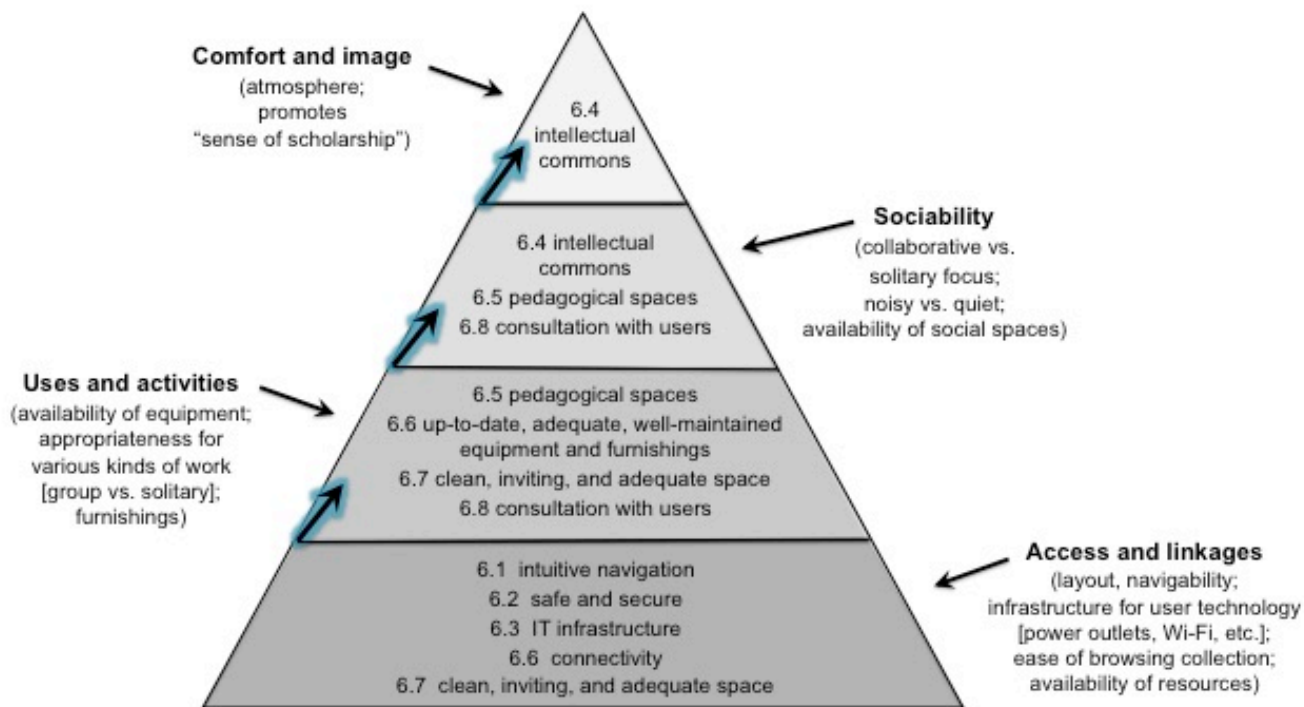 Comfort and image
(atmosphere;
promotes
“sense of scholarship”)
6.4
intellectual
commons
Sociability
(collaborative vs.
solitary focus;
noisy vs. quiet;
availability of social spaces)
6.4 intellectual
commons
6.5 pedagogical spaces
6.8 consultation with users
Uses and activities
(availability of equipment;
appropriateness for
various kinds of work
[group vs. solitary];
furnishings)
6.5 pedagogical spaces
6.6 up-to-date, adequate, well-maintained
equipment and furnishings
6.7 clean, inviting, and adequate space
6.8 consultation with users
Access and linkages
(layout, navigability;
infrastructure for user technology
[power outlets, Wi-Fi, etc.];
ease of browsing collection;
availability of resources)
6.1 intuitive navigation
6.2 safe and secure
6.3 IT infrastructure
6.6 connectivity
6.7 clean, inviting, and adequate space